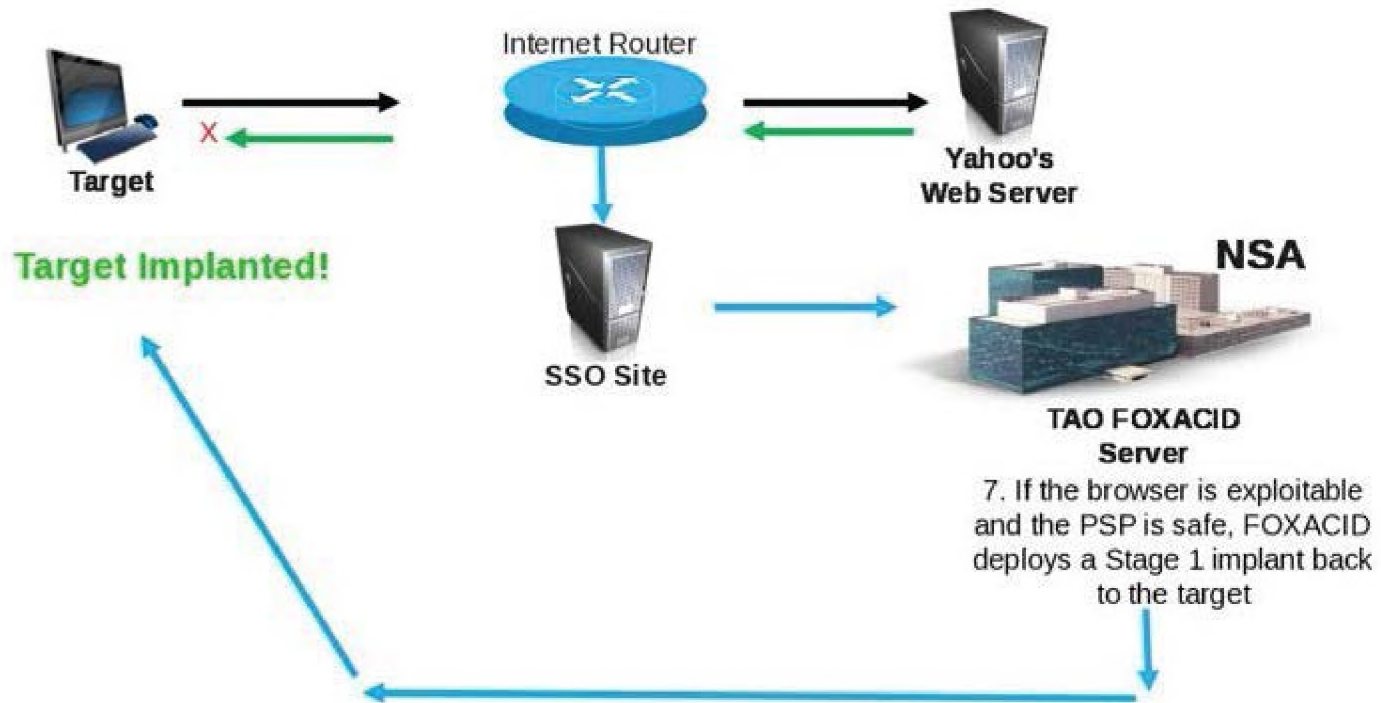 Internet Router
X
Target
Yahoo's
Web Server
Target Implanted!
NSA
SSO Site
TAO FOXACID
Server
7. If the browser is exploitable
and the PSP is safe, FOXACID
deploys a Stage 1 implant back
to the target